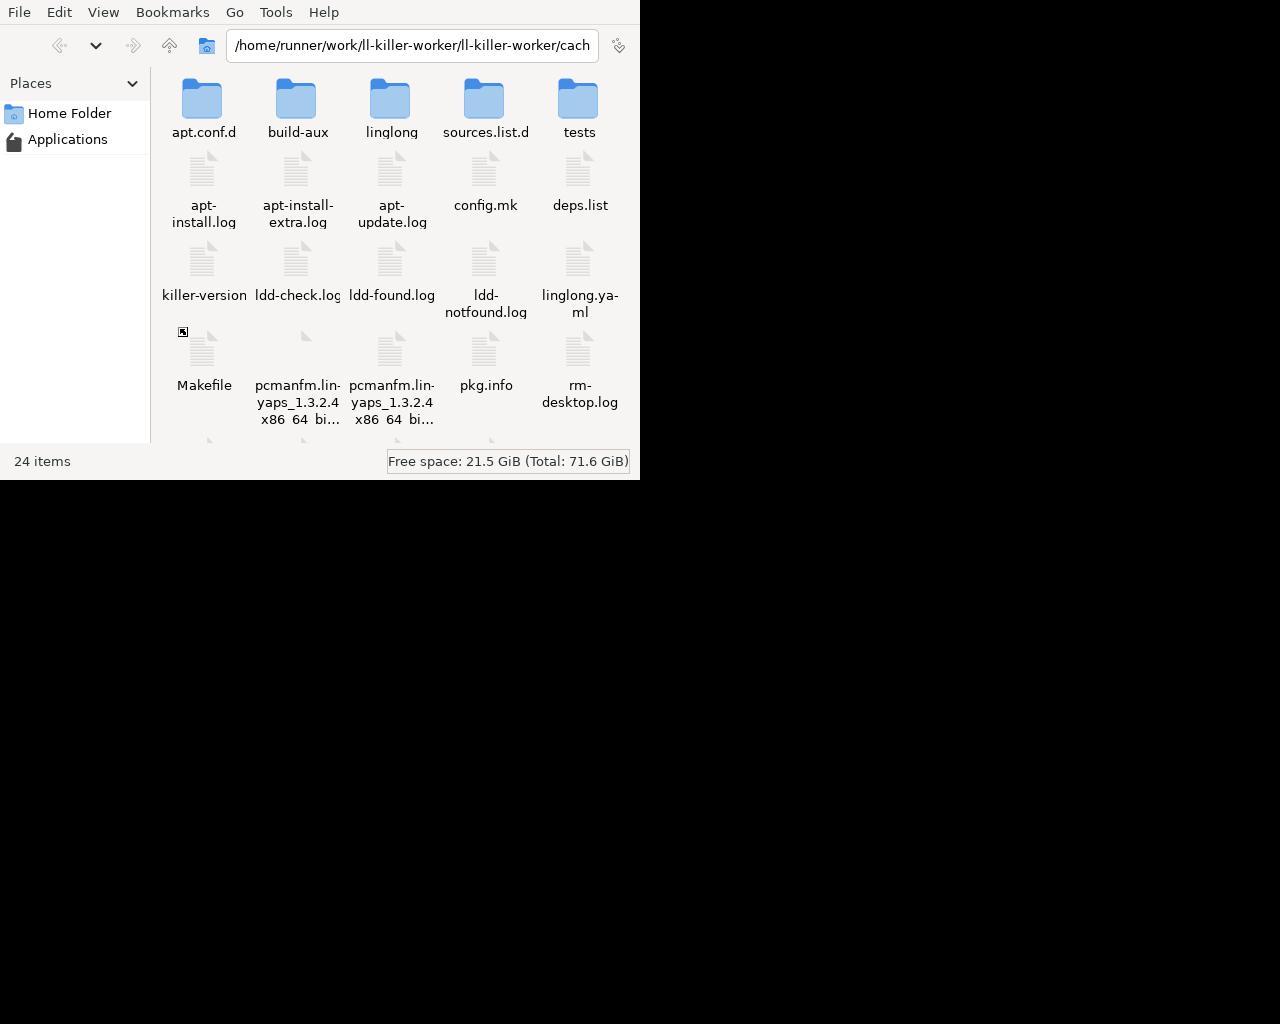 File Edit View Bookmarks Go Tools Help
/home/runner/work/ll-killer-worker/ll-killer-worker/cach
Places
Home Folder
Applications
apt.conf.d build-aux linglong sources.list.d tests
apt-
install.log
apt-install-
extra.log
apt-
update.log
config.mk
deps.list
killer-version
ldd-check.log
ldd-found.log
ldd-
notfound.log
linglong.ya-
ml
Makefile
pcmanfm.lin-
yaps_1.3.2.4
x86_64_bi...
pcmanfm.lin-
yaps_1.3.2.4
x86_64_bi...
pkg.info
rm-
desktop.log
24 items
Free space: 21.5 GiB (Total: 71.6 GiB)